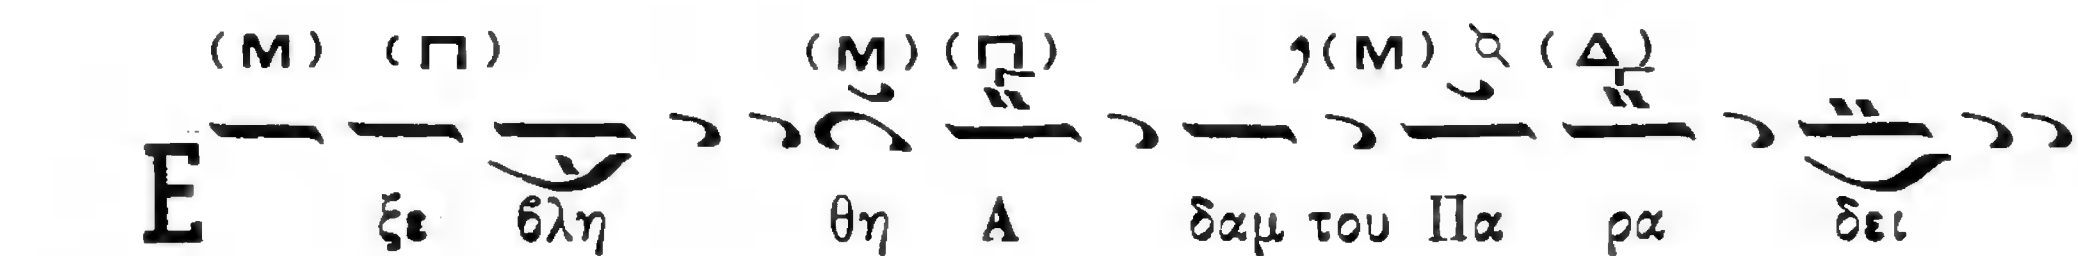 (Μ) (Π) (Μ) (Π) (Μ) (Δ)
Ε ξε βλη θη Α δαμ του Πα ρα δει